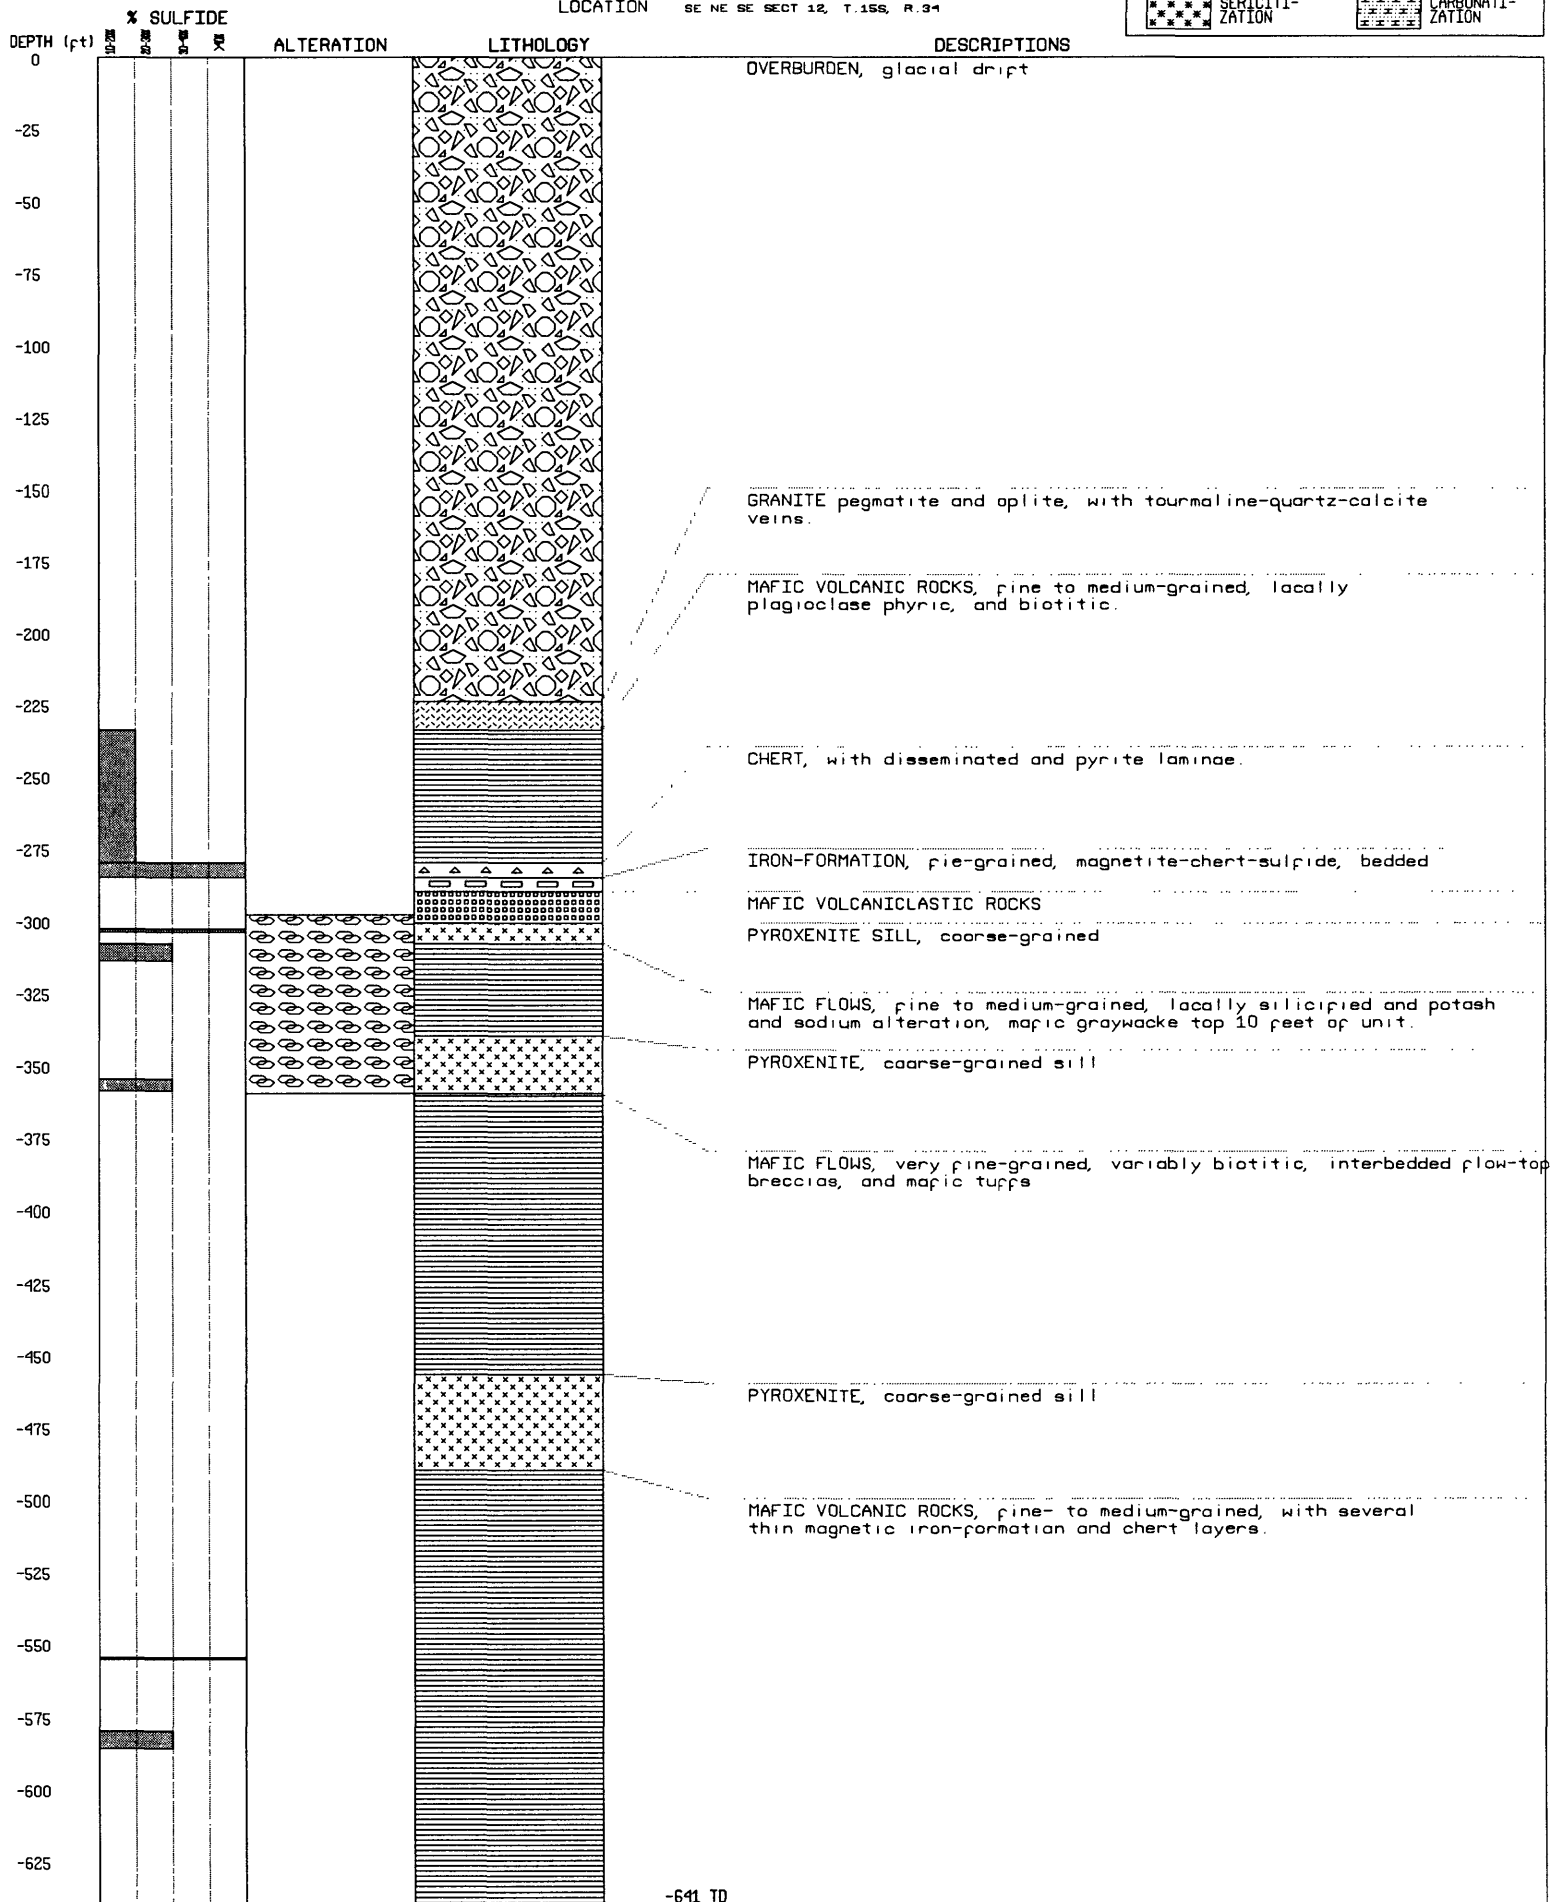 LOCATION SE NE SE SECT 12, T.15S, R.34
SERICITI-
ZATION
CARBONATI-
ZATION
% SULFIDE
DEPTH (ft)
ALTERATION
LITHOLOGY
DESCRIPTIONS
0
OVERBURDEN, glacial drift
-25
-50
-75
-100
-125
-150
GRANITE pegmatite and aplite, with tourmaline-quartz-calcite
veins.
-175
MAFIC VOLCANIC ROCKS, fine to medium-grained, locally
plagioclase phyric, and biotitic.
-200
-225
-250
CHERT, with disseminated and pyrite laminae.
-275
IRON-FORMATION, fie-grained, magnetite-chert-sulfide, bedded
MAFIC VOLCANICLASTIC ROCKS
-300
PYROXENITE SILL, coarse-grained
-325
MAFIC FLOWS, fine to medium-grained, locally silicified and potash
and sodium alteration, mafic graywacke top 10 feet of unit.
-350
PYROXENITE, coarse-grained sill
-375
MAFIC FLOWS, very fine-grained, variably biotitic, interbedded flow-top
breccias, and mafic tuffs
-400
-425
-450
PYROXENITE, coarse-grained sill
-475
-500
MAFIC VOLCANIC ROCKS, fine- to medium-grained, with several
thin magnetic iron-formation and chert layers.
-525
-550
-575
-600
-625
-641 TD